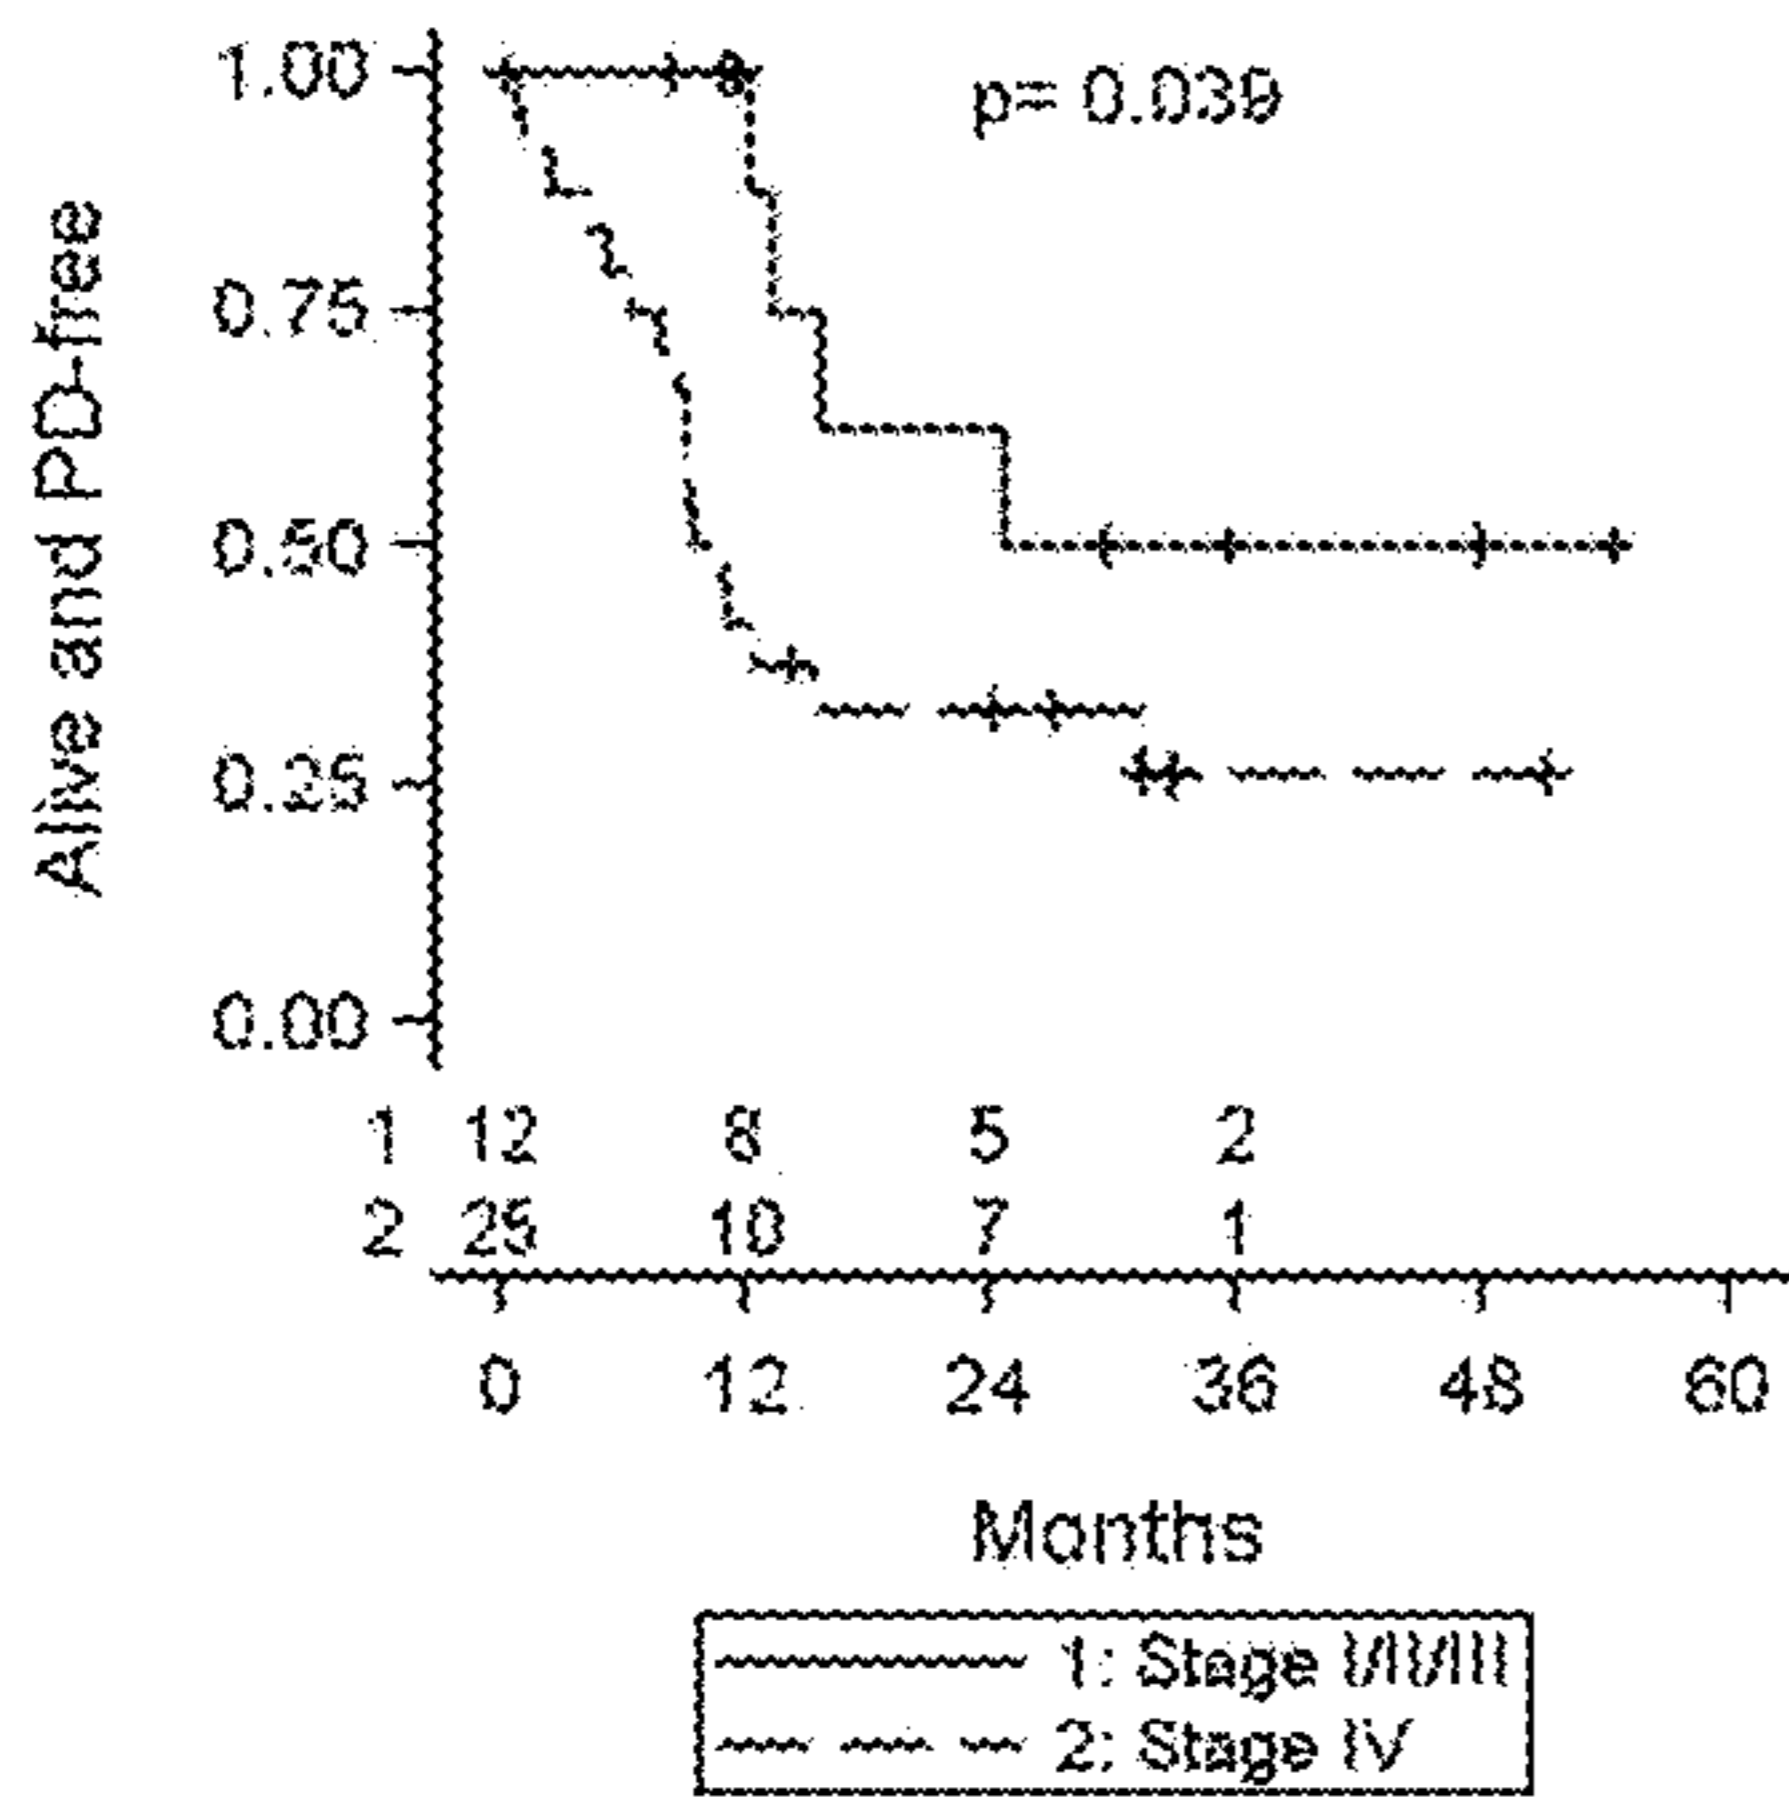 1.00
p= 0.039
0.75
0.50
0.25
0.00
Alive and PD-free
1 12 8 5 2
2 25 10 7 1
0 12 24 36 48 60
Months
1: Stage I/II/III
2: Stage IV